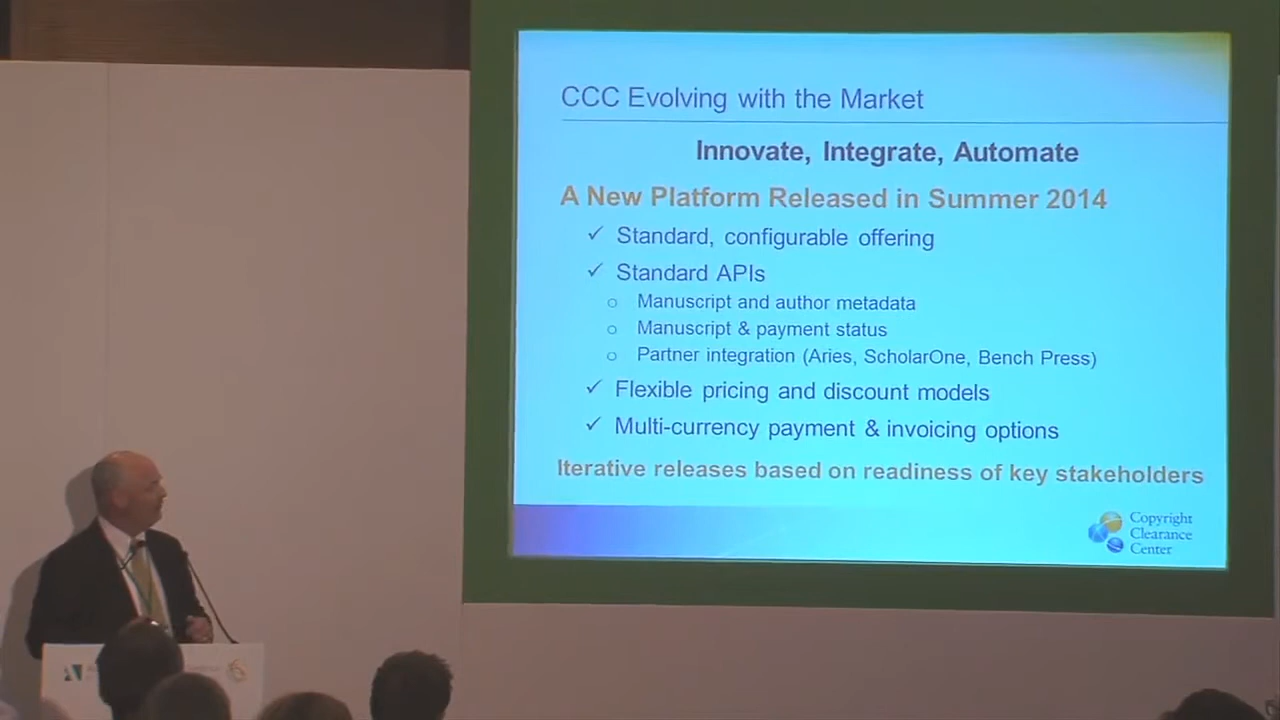 CCC Evolving with the Market
Innovate, Integrate, Automate
A New Platform Released in Summer 2014
✓ Standard, configurable offering
✓ Standard APIs
o Manuscript and author metadata
o Manuscript & payment status
o Partner integration (Aries, ScholarOne, Bench Press)
✓ Flexible pricing and discount models
✓ Multi-currency payment & invoicing options
Iterative releases based on readiness of key stakeholders
Copyright
Clearance
Center